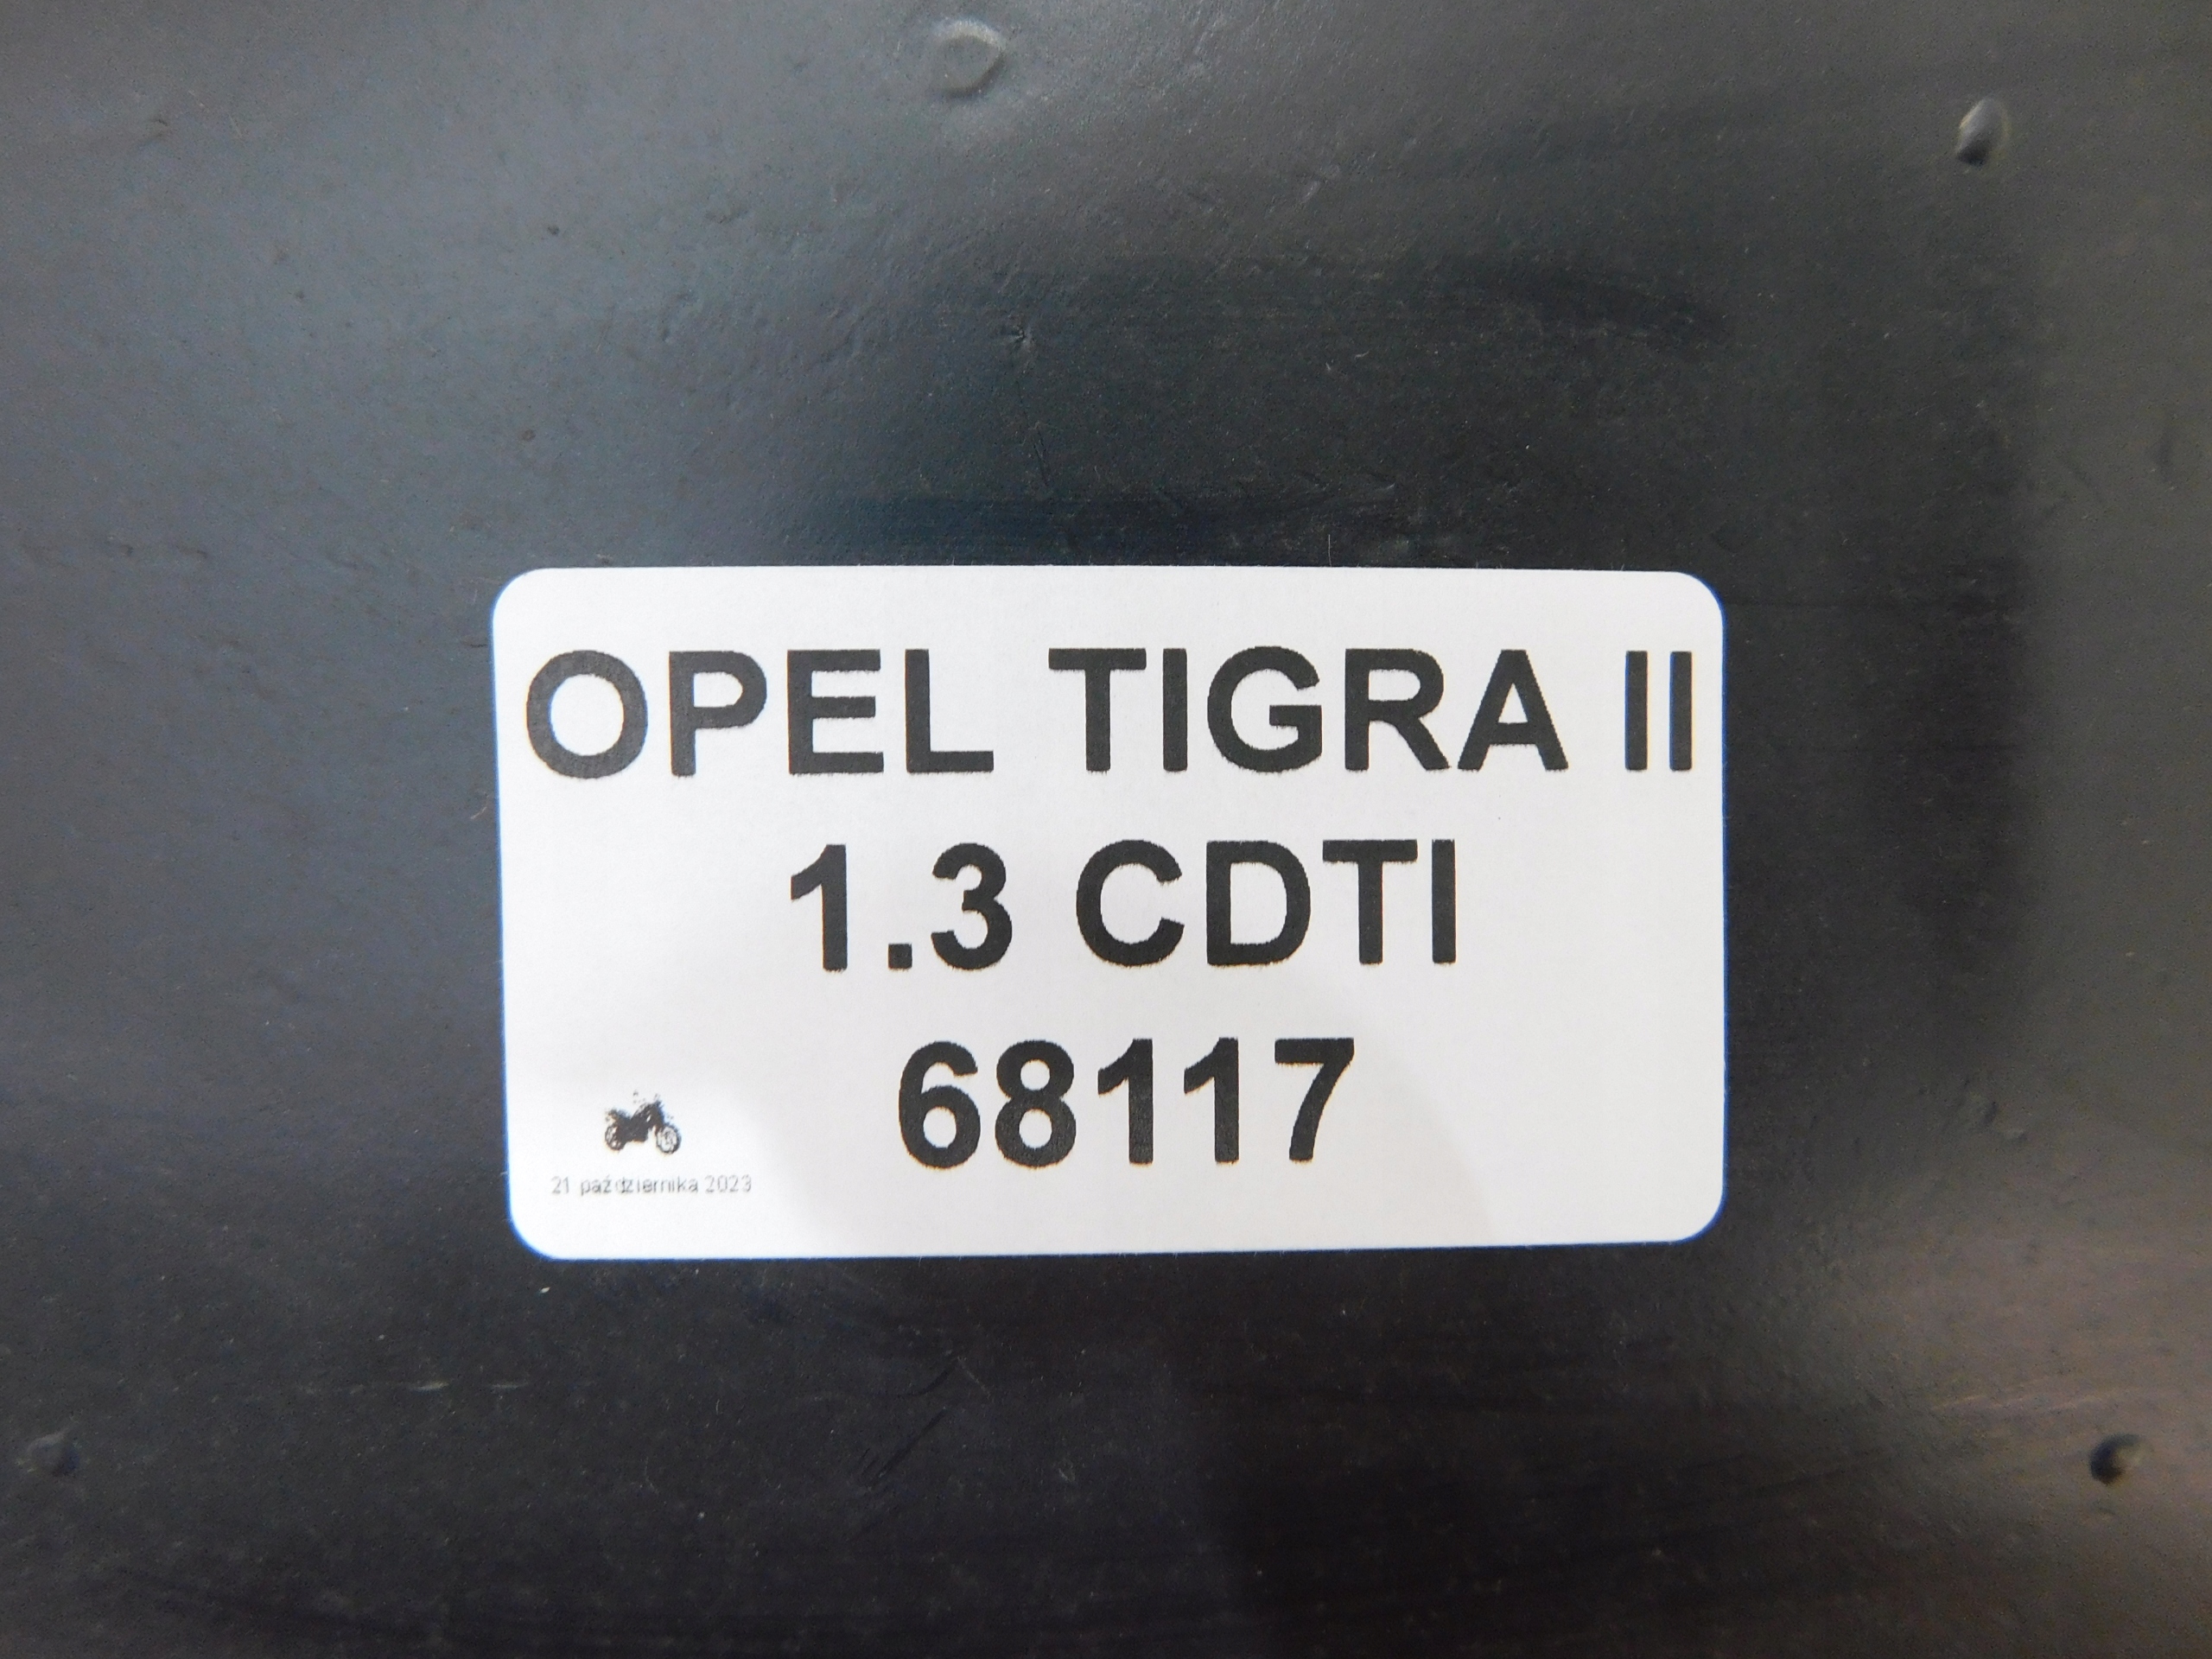 OPEL TIGRA II
1.3 CDTI
68117
21 października 2023